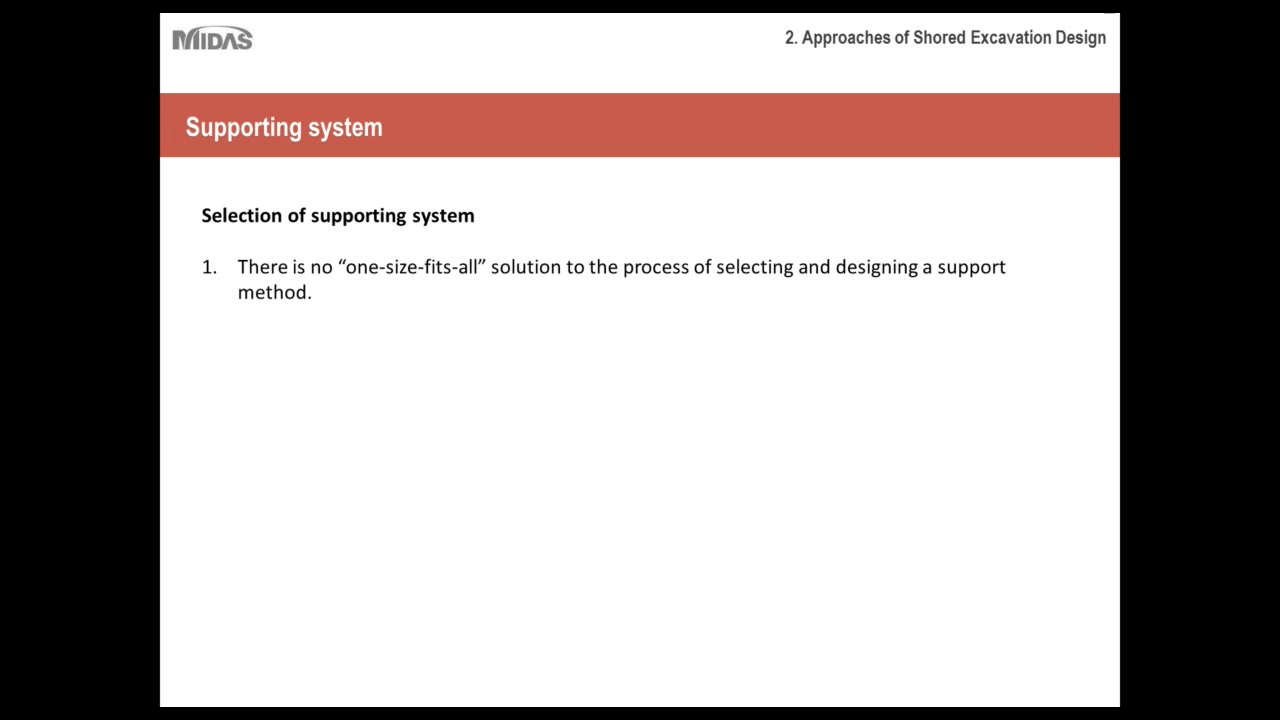 MIDAS
2. Approaches of Shored Excavation Design
Supporting system
Selection of supporting system
1. There is no “one-size-fits-all” solution to the process of selecting and designing a support
method.